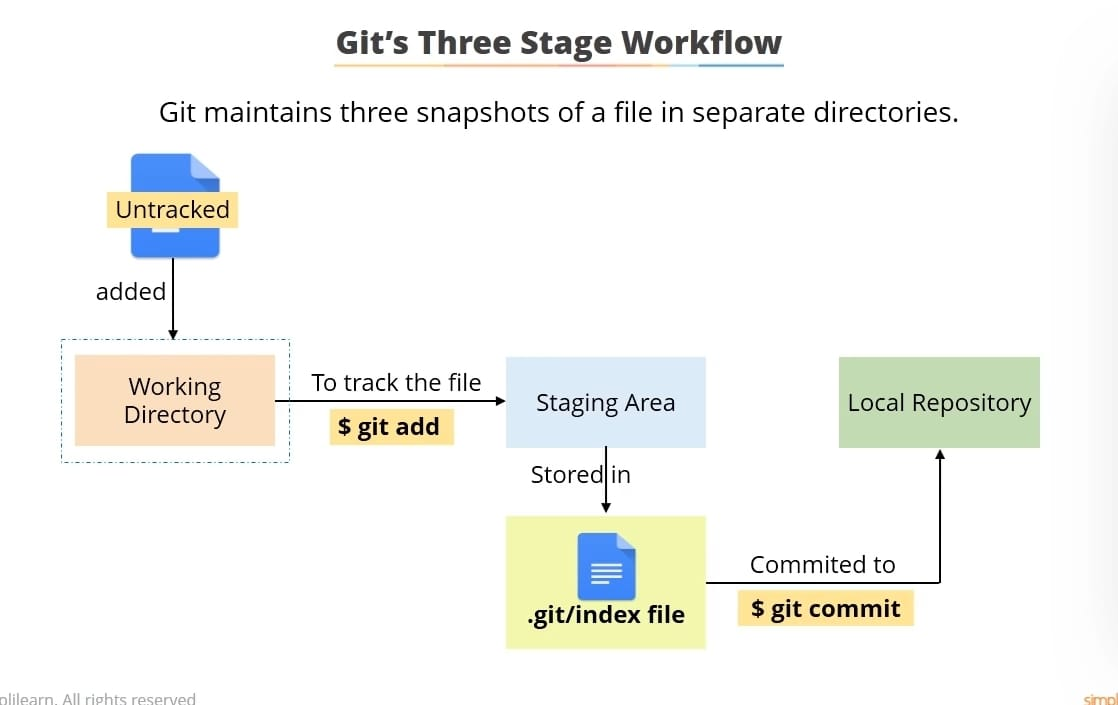 Git’s Three Stage Workflow
Git maintains three snapshots of a file in separate directories.
Untracked
added
Working
Directory
To track the file
$ git add
Staging Area
Local Repository
Stored in
.git/index file
Commited to
$ git commit
plilearn. All rights reserved
simpl